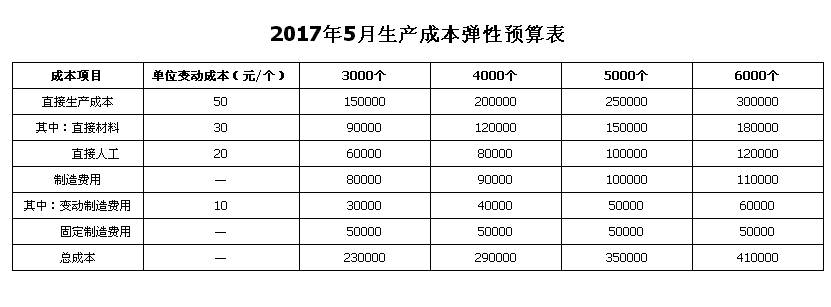 2017年5月生产成本弹性预算表
成本项目 单位变动成本（元/个） 3000个 4000个 5000个 6000个
直接生产成本 50 150000 200000 250000 300000
其中：直接材料 30 90000 120000 150000 180000
直接人工 20 60000 80000 100000 120000
制造费用 — 80000 90000 100000 110000
其中：变动制造费用 10 30000 40000 50000 60000
固定制造费用 — 50000 50000 50000 50000
总成本 — 230000 290000 350000 410000